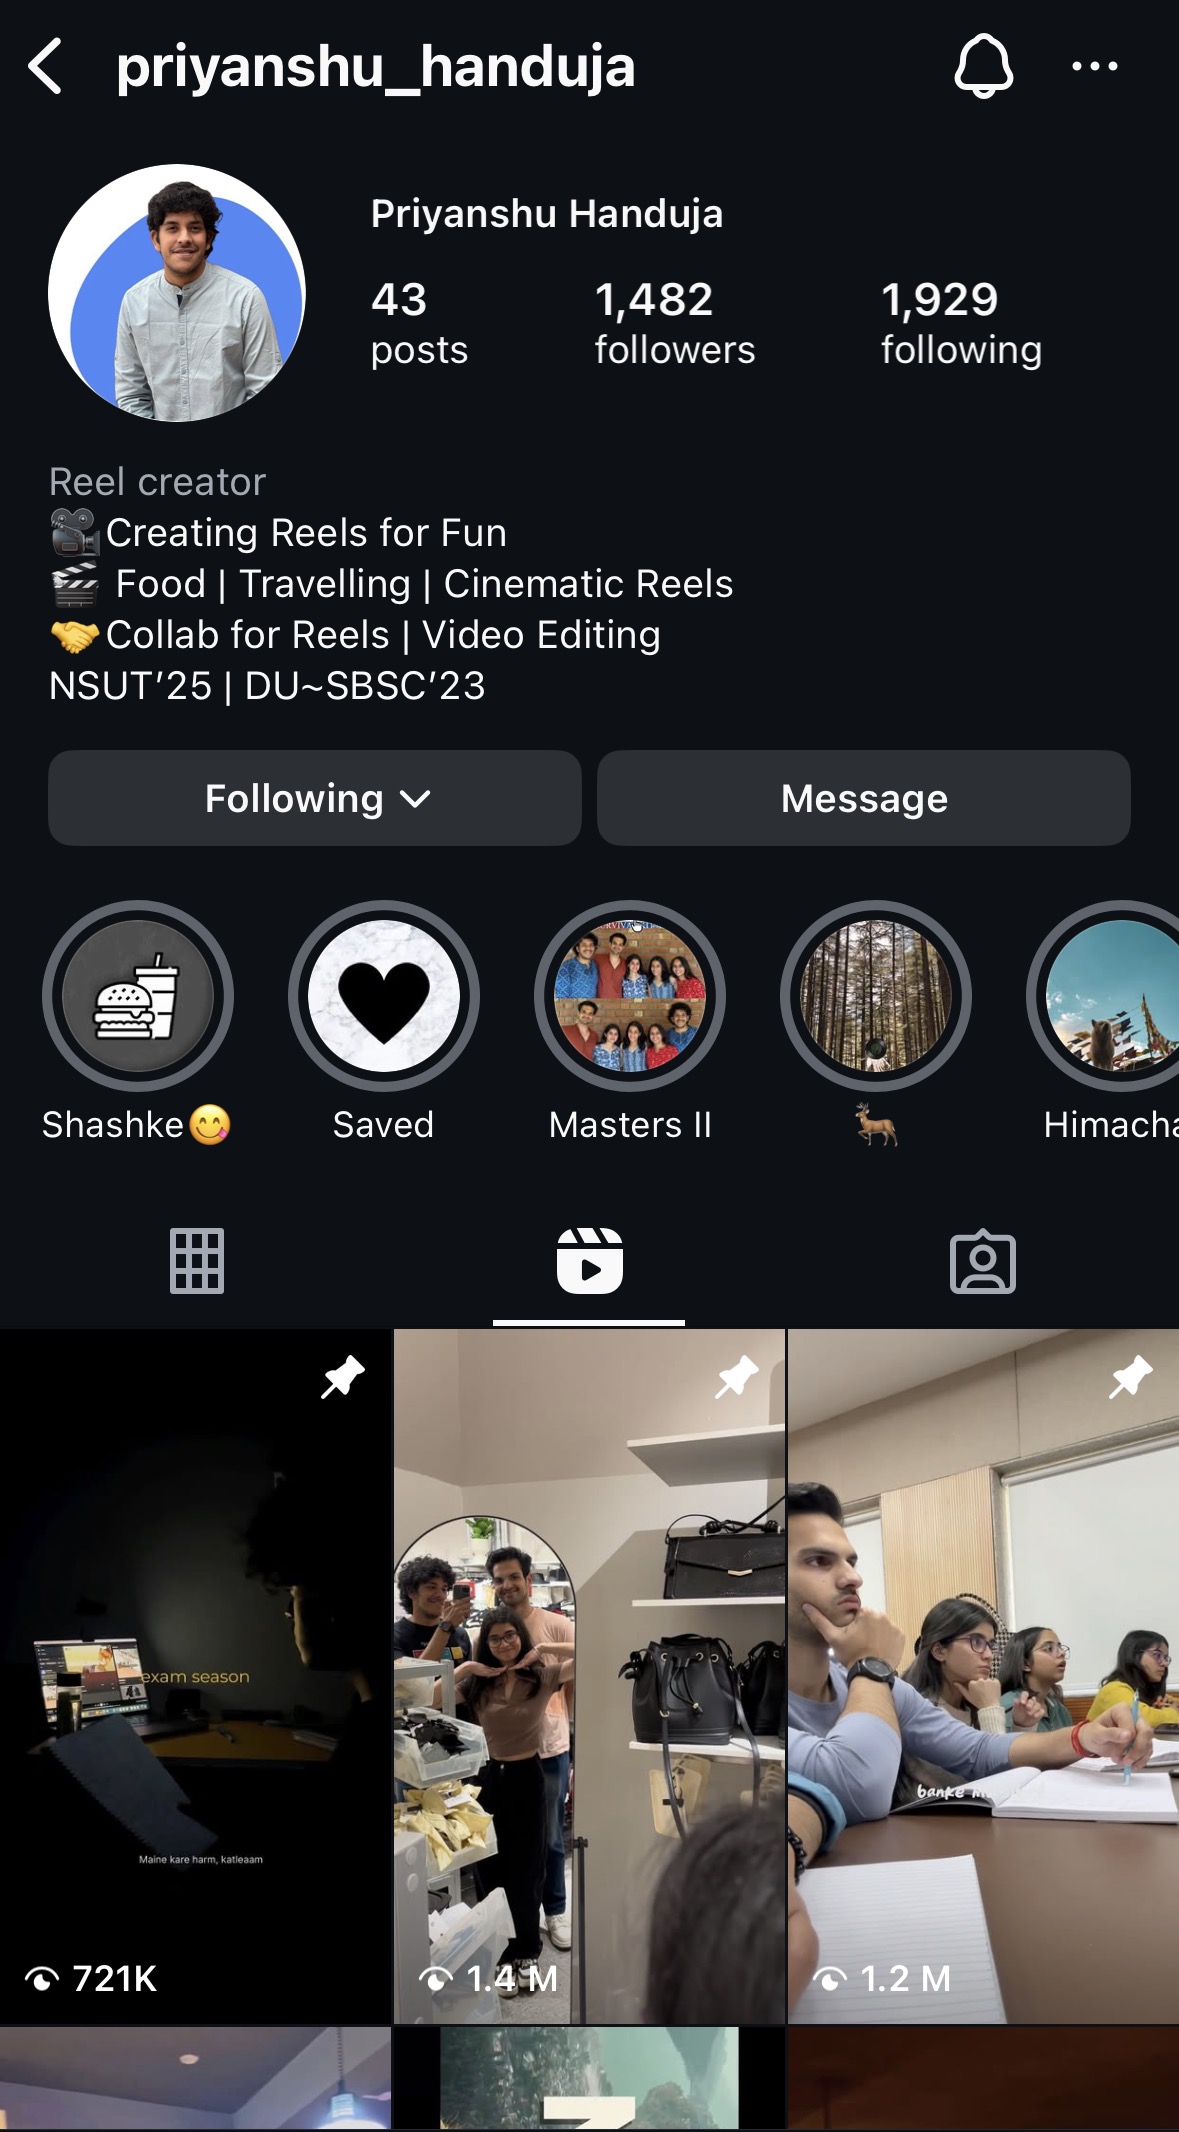 priyanshu_handuja
Priyanshu Handuja
43 1,482 1,929
posts followers following
Reel creator
🎥Creating Reels for Fun
🎬 Food | Travelling | Cinematic Reels
🤝Collab for Reels | Video Editing
NSUT’25 | DU~SBSC’23
Following Message
Shashke😋 Saved Masters II 🦌 Himacha
exam season
banke
Maine kare harm, katleaam
721K 1.4 M 1.2 M